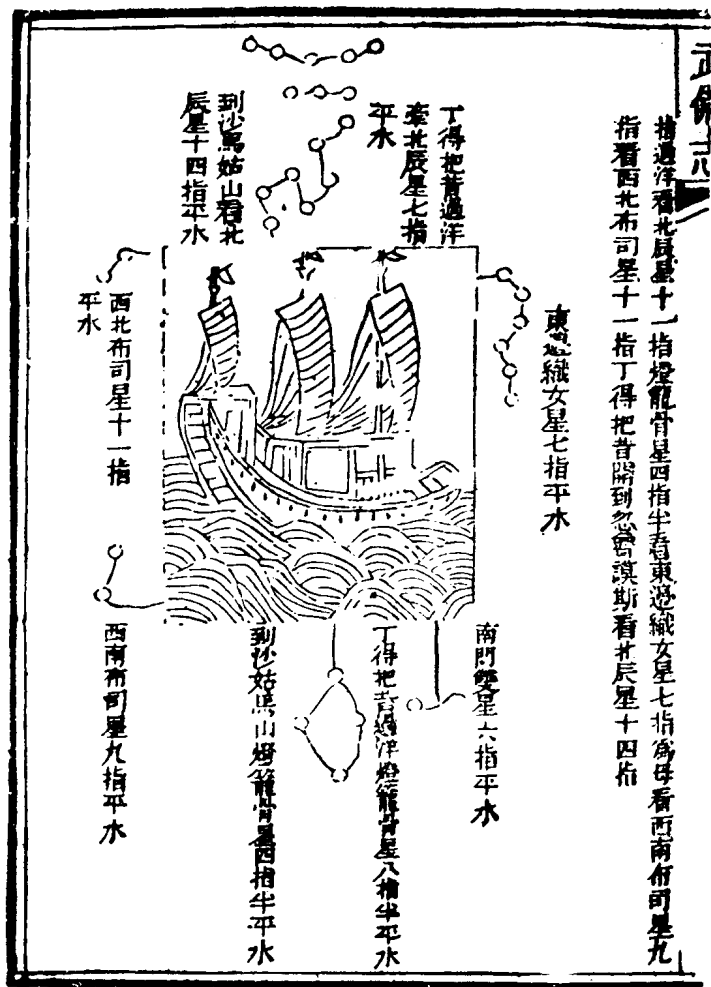 指過洋看北辰星十一指燈籠骨星四指半看東邊織女星七指為母看西南布司星九
指看西北布司星十一指丁得把昔開到忽魯謨斯看北辰星十四指
丁得把昔過洋
牽北辰星七指
平水
到沙馬姑山看北
辰星十四指平水
東邊織女星七指平水
西北布司星十一指
平水
南門雙星六指平水
丁得把昔過洋燈籠骨星八指半平水
到沙姑馬山燈籠骨星四指半平水
西南布司星九指平水